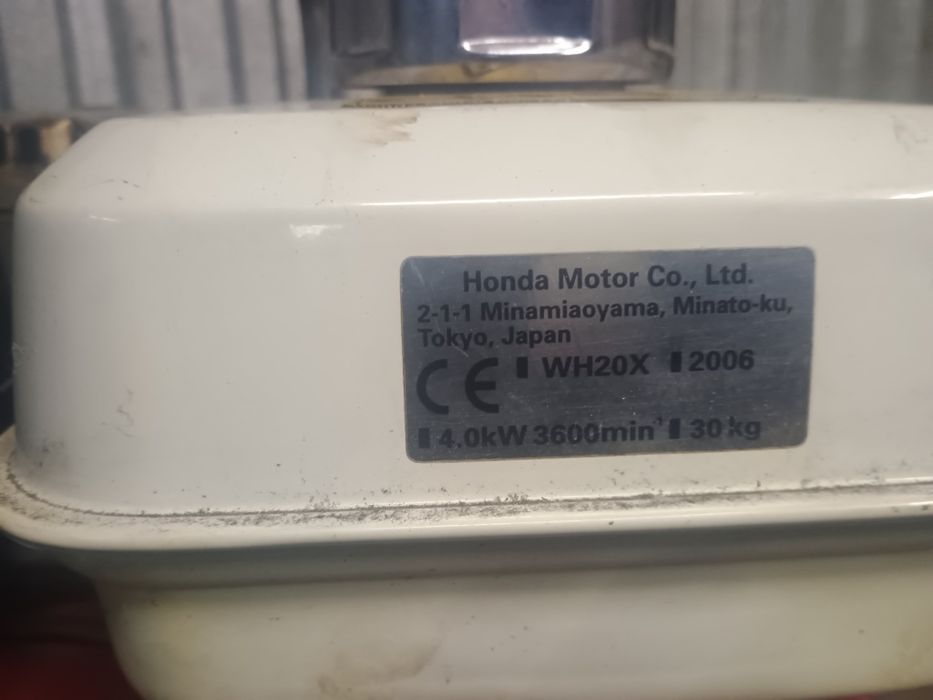 Honda Motor Co., Ltd.
2-1-1 Minamiaoyama, Minato-ku,
Tokyo, Japan
CE WH20X 2006
4.0kW 3600min⁻¹ 30 kg